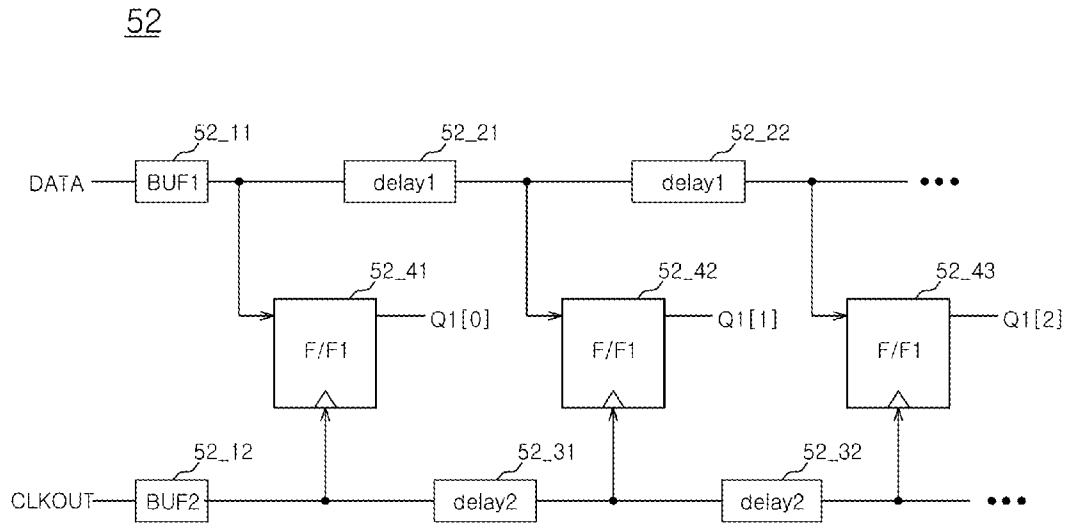 52
52_11
52_21
52_22
DATA
BUF1
delay1
delay1
52_41
52_42
52_43
F/F1
Q1[0]
F/F1
Q1[1]
F/F1
Q1[2]
52_12
52_31
52_32
CLKOUT
BUF2
delay2
delay2